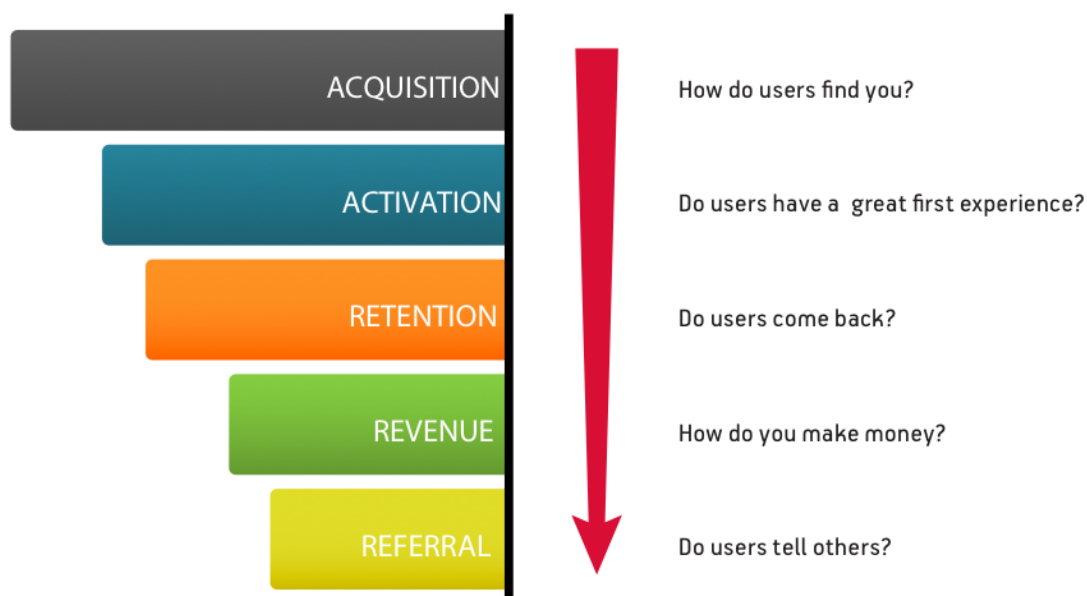 ACQUISITION
How do users find you?
ACTIVATION
Do users have a  great first experience?
RETENTION
Do users come back?
REVENUE
How do you make money?
REFERRAL
Do users tell others?